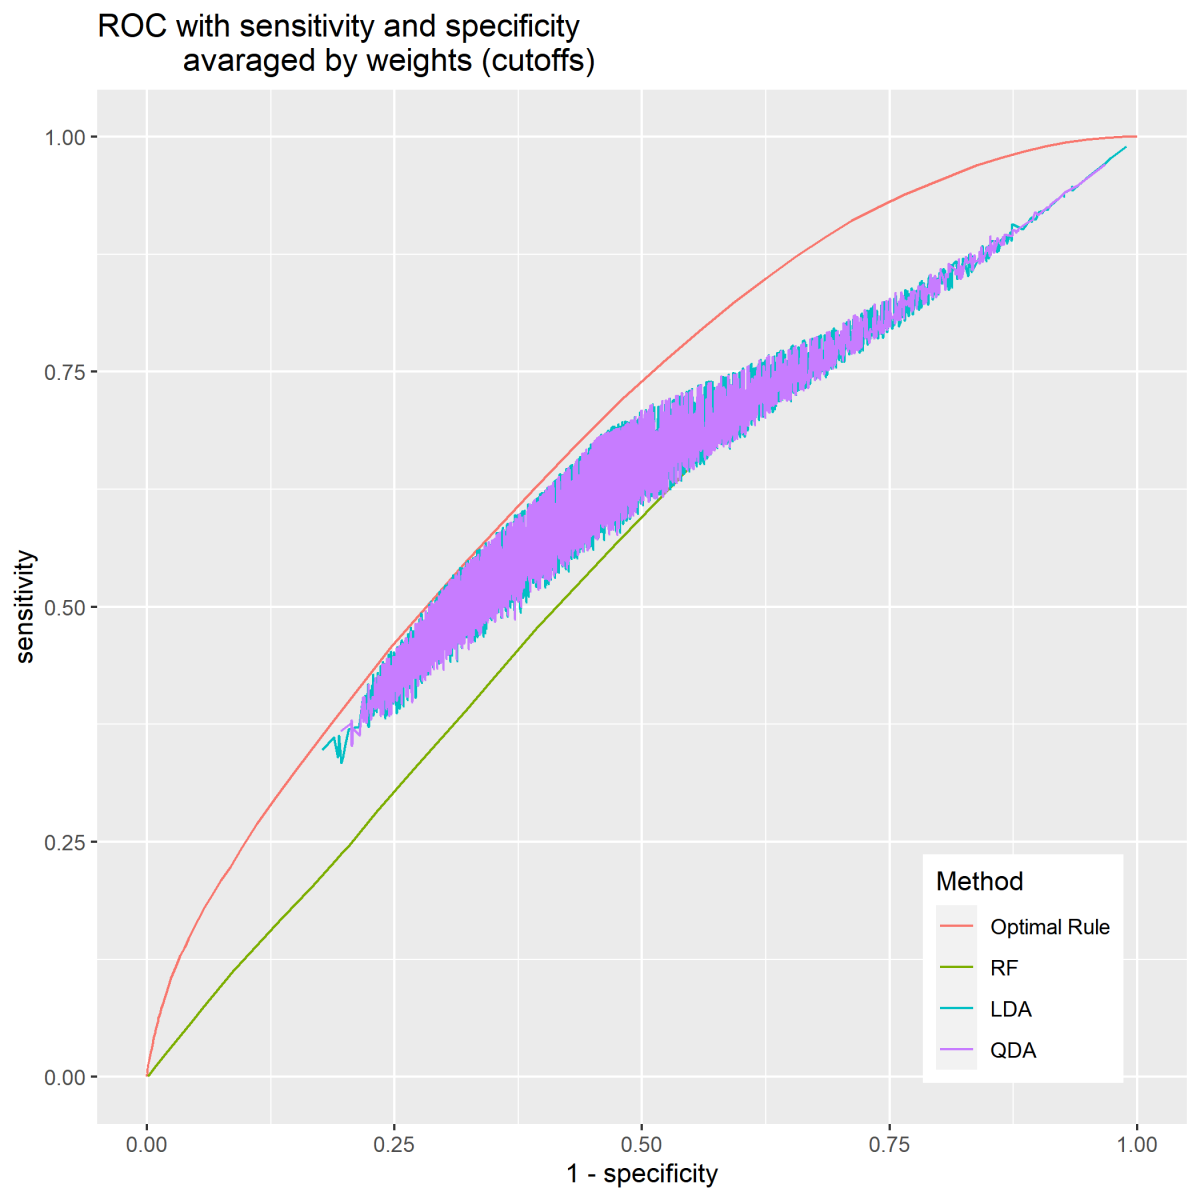 ROC with sensitivity and specificity
avaraged by weights (cutoffs)
1.00
0.75
0.50
0.25
0.00
sensitivity
0.00 0.25 0.50 0.75 1.00
1 - specificity
Method
Optimal Rule
RF
LDA
QDA